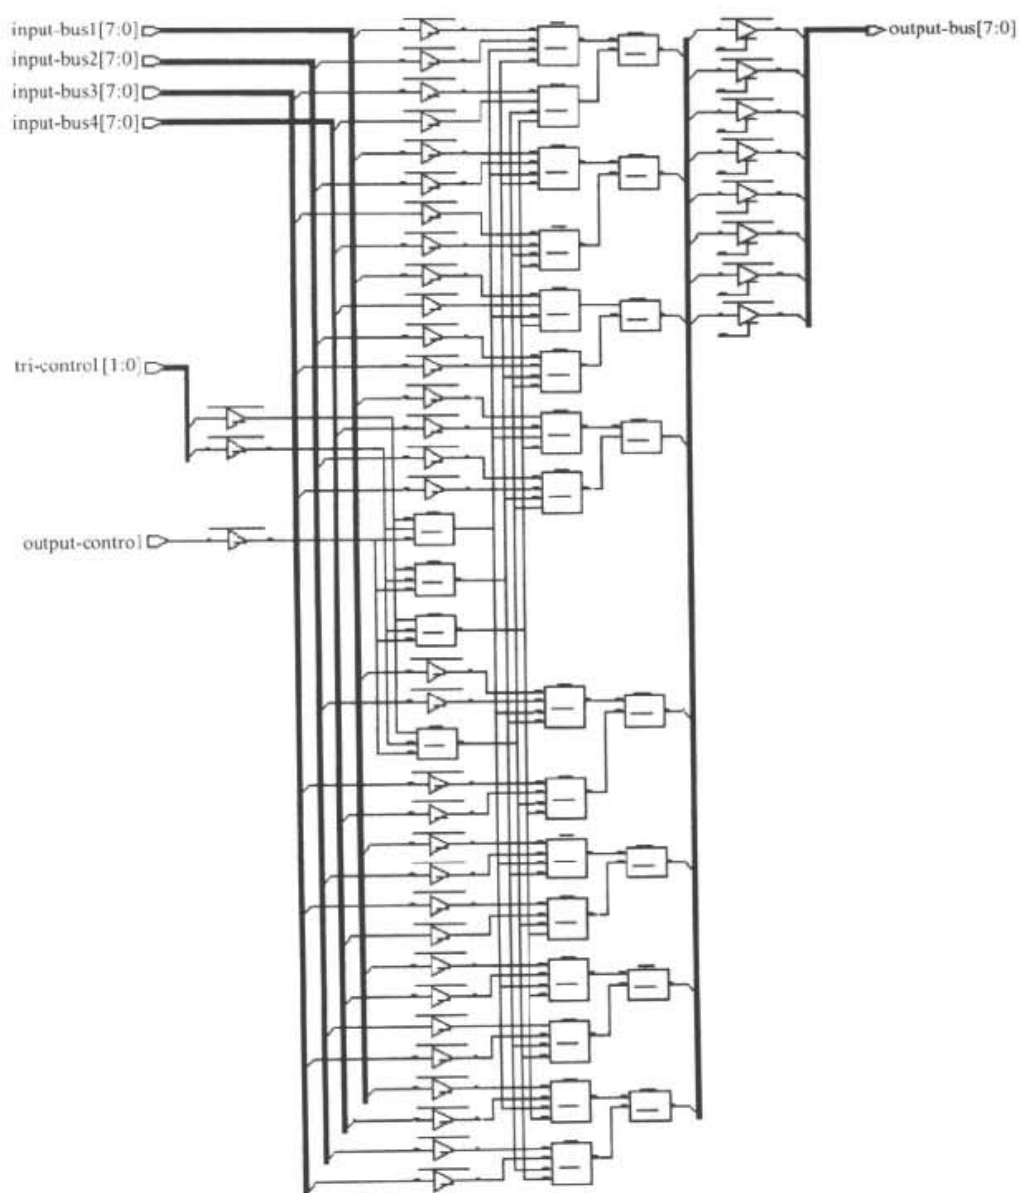 input-bus1[7:0]
output-bus[7:0]
input-bus2[7:0]
input-bus3[7:0]
input-bus4[7:0]
tri-control[1:0]
output-control